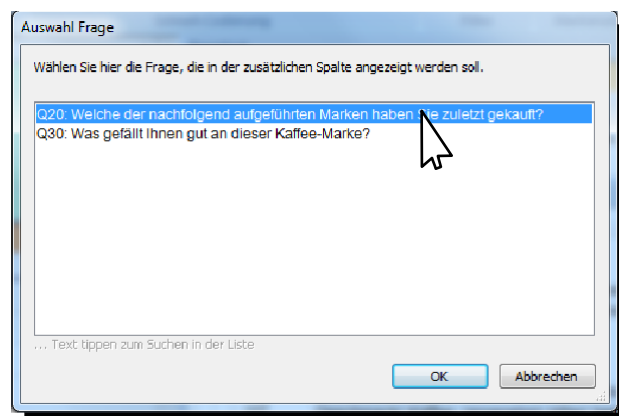 Auswahl Frage
Wählen Sie hier die Frage, die in der zusätzlichen Spalte angezeigt werden soll.
Q20: Welche der nachfolgend aufgeführten Marken haben Sie zuletzt gekauft?
Q30: Was gefällt Ihnen gut an dieser Kaffee-Marke?
... Text tippen zum Suchen in der Liste
OK
Abbrechen